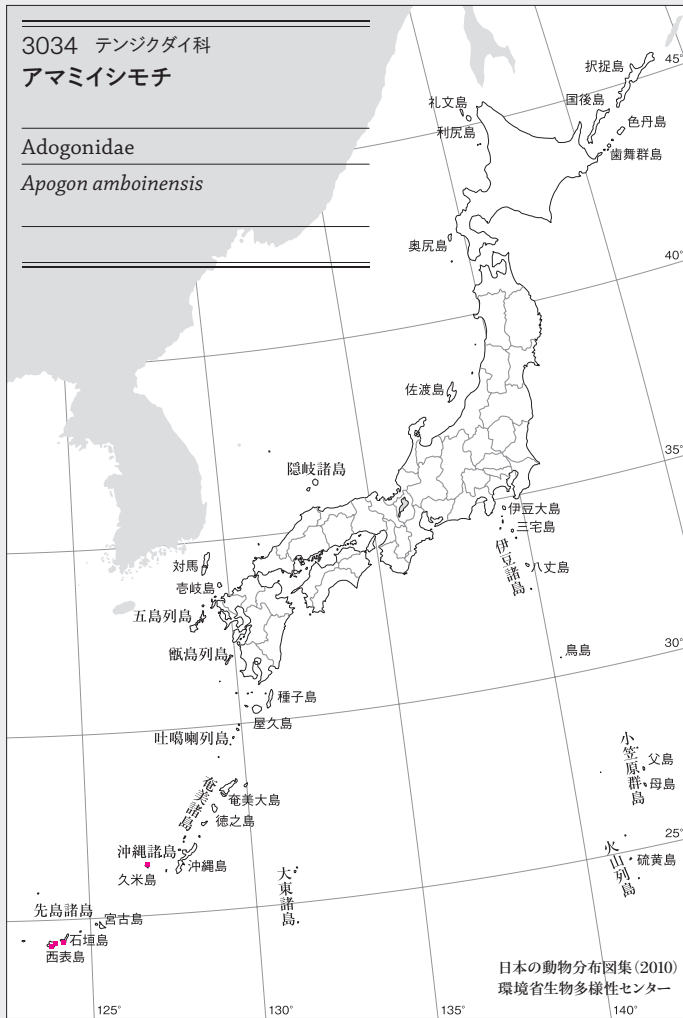 3034 テンジクダイ科
アマミイシモチ
Adogonidae
Apogon amboinensis
択捉島
45°
国後島
礼文島
色丹島
利尻島
歯舞群島
奥尻島
40°
佐渡島
35°
隠岐諸島
伊豆大島
三宅島
伊豆諸島
八丈島
対馬
壱岐島
五島列島
甑島列島
鳥島
30°
種子島
屋久島
吐噶喇列島
小笠原群島
父島
母島
奄美諸島
奄美大島
徳之島
25°
沖縄諸島
沖縄島
久米島
大東諸島
火山列島
硫黄島
先島諸島
宮古島
石垣島
西表島
日本の動物分布図集(2010)
環境省生物多様性センター
125°
130°
135°
140°